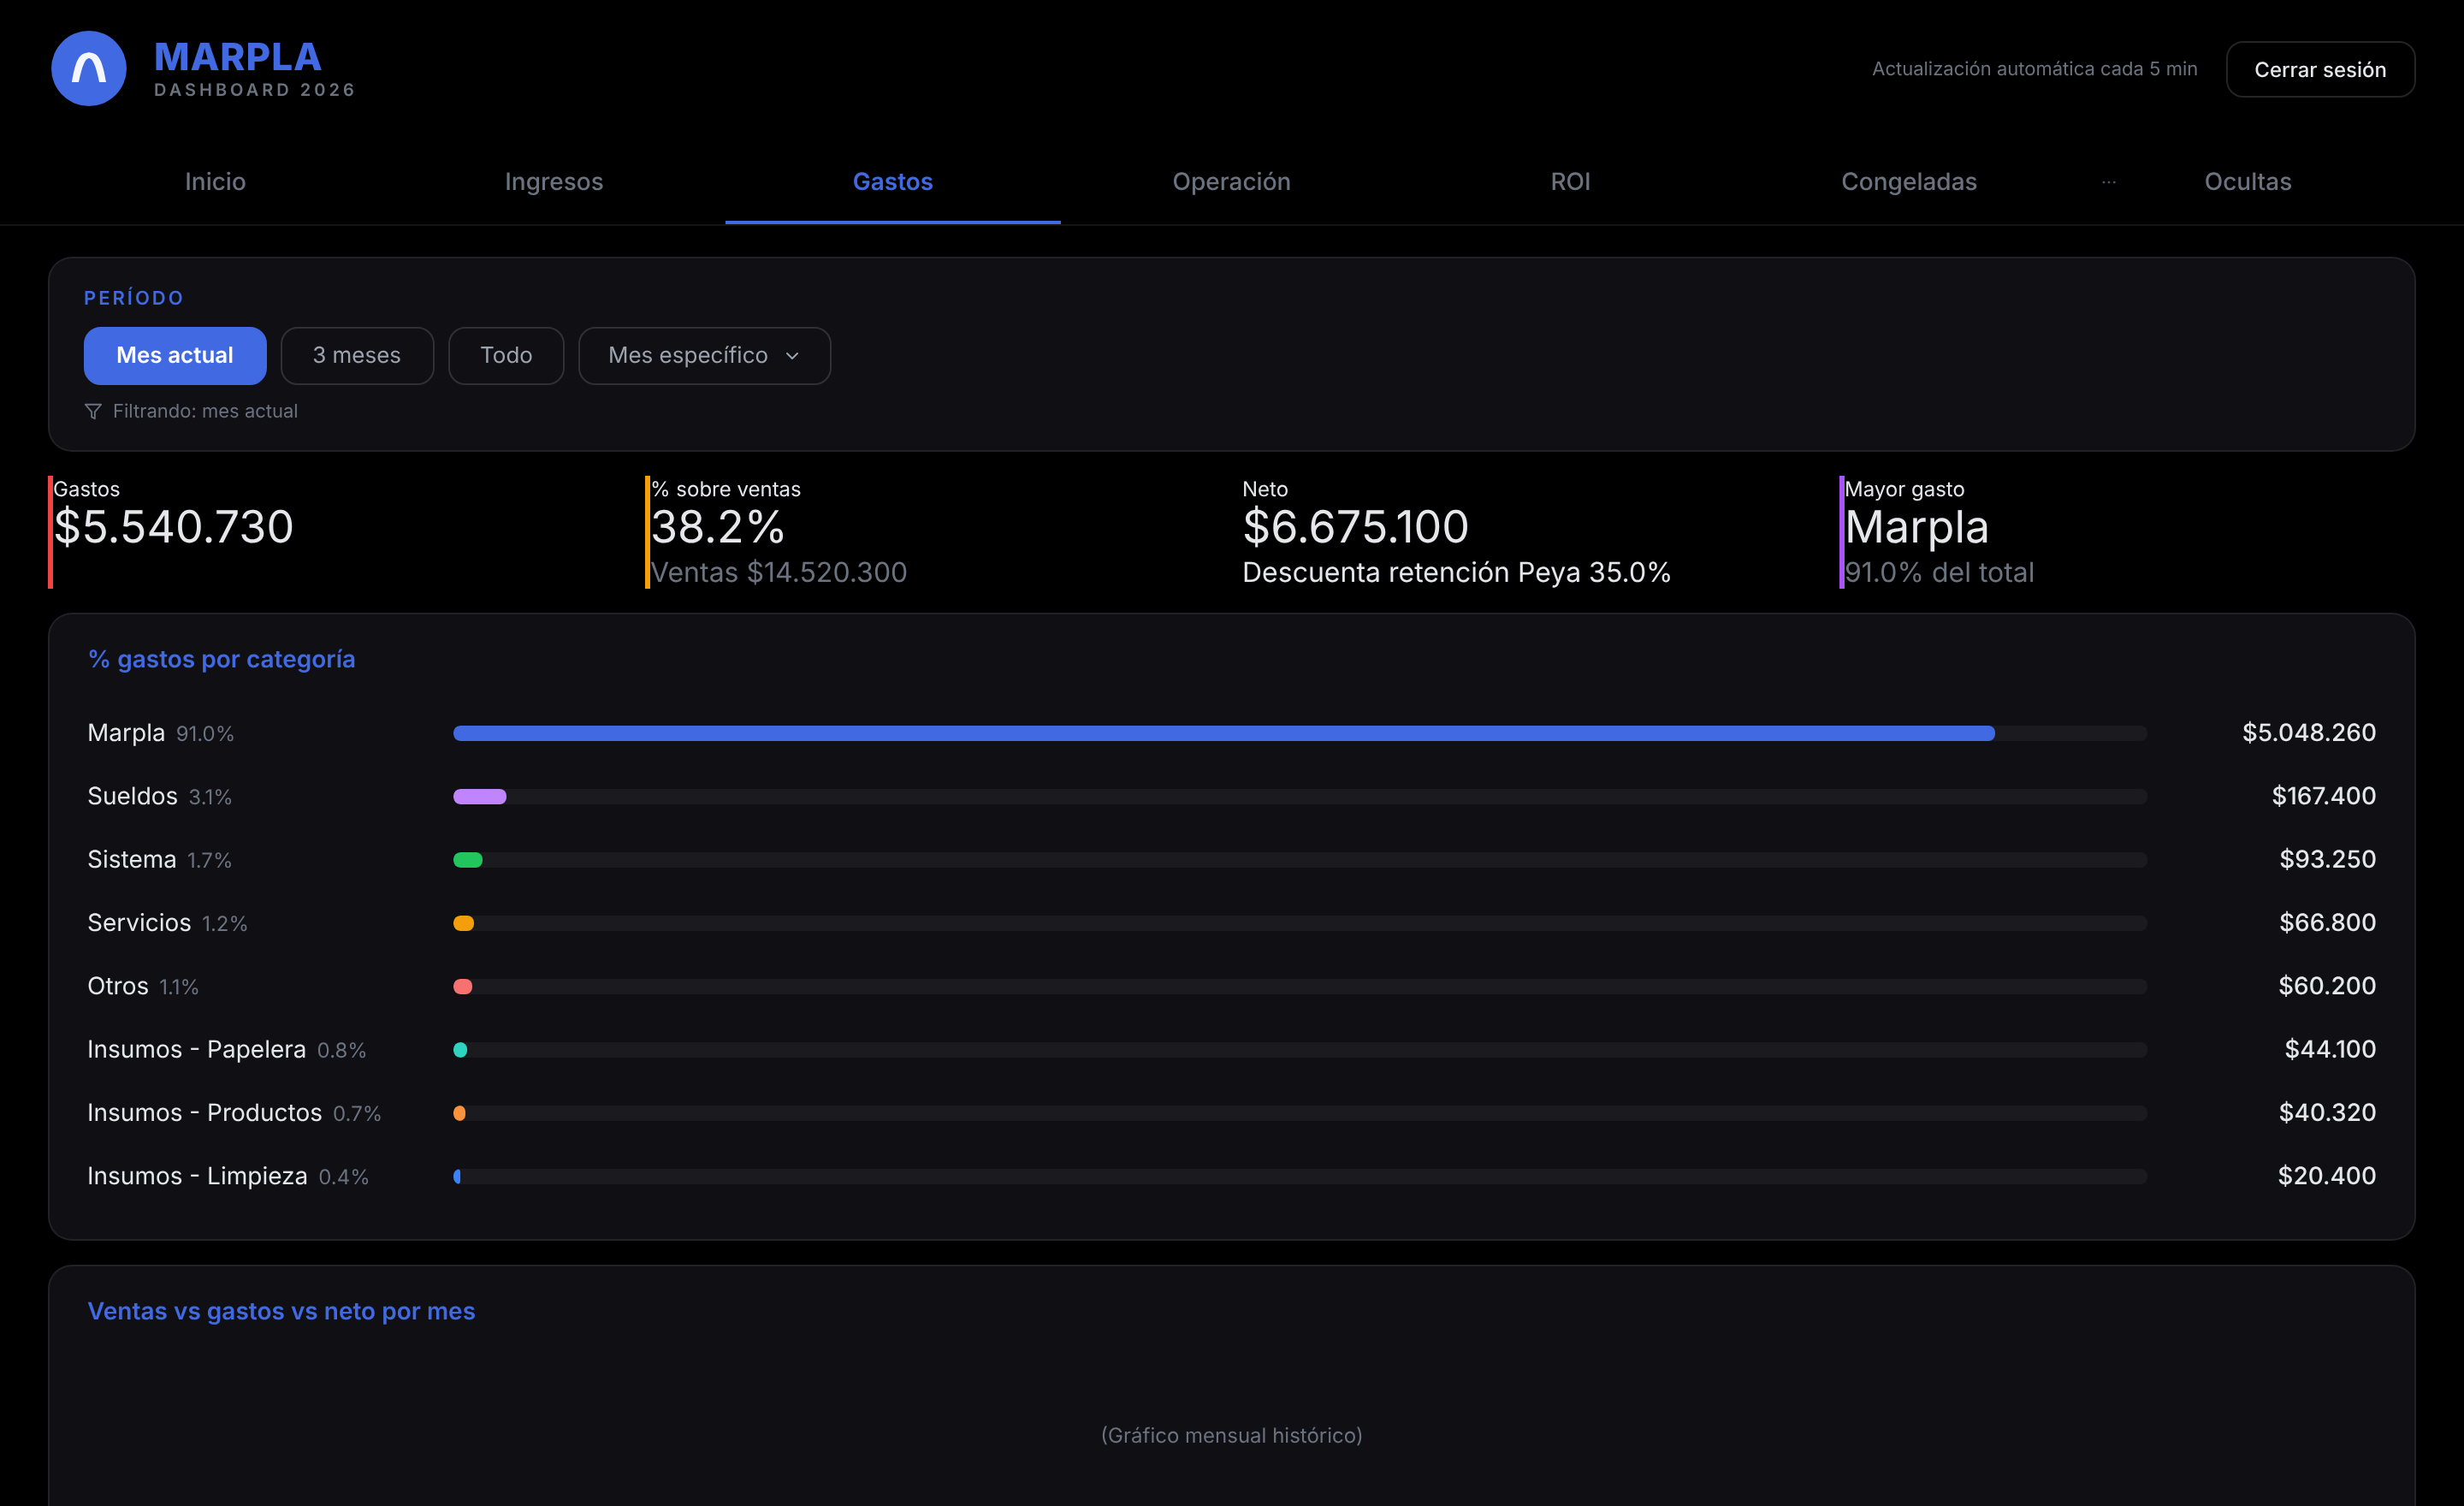 MARPLA
DASHBOARD 2026
Actualización automática cada 5 min
Cerrar sesión
Inicio
Ingresos
Gastos
Operación
ROI
Congeladas
...
Ocultas
PERÍODO
Mes actual
3 meses
Todo
Mes específico
Filtrando: mes actual
Gastos
$5.540.730
% sobre ventas
38.2%
Ventas $14.520.300
Neto
$6.675.100
Descuenta retención Peya 35.0%
Mayor gasto
Marpla
91.0% del total
% gastos por categoría
Marpla 91.0% $5.048.260
Sueldos 3.1% $167.400
Sistema 1.7% $93.250
Servicios 1.2% $66.800
Otros 1.1% $60.200
Insumos - Papelera 0.8% $44.100
Insumos - Productos 0.7% $40.320
Insumos - Limpieza 0.4% $20.400
Ventas vs gastos vs neto por mes
(Gráfico mensual histórico)